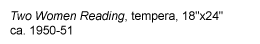 Two Women Reading, tempera, 18"x24"
ca. 1950-51